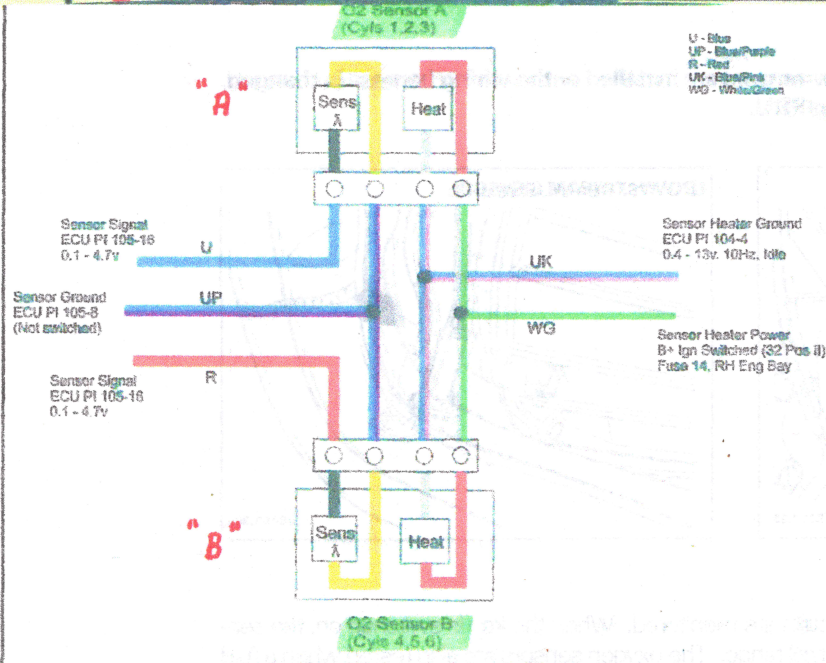 O2 Sensor A
(Cyls 1,2,3)
U - Blue
UP - Blue/Purple
R - Red
UK - Blue/Pink
WG - White/Green
"A"
Sens
λ
Heat
Sensor Signal
ECU PI 105-16
0.1 - 4.7v
U
Sensor Heater Ground
ECU PI 104-4
0.4 - 13v. 10Hz, Idle
UK
Sensor Ground
ECU PI 105-8
(Not switched)
UP
WG
Sensor Heater Power
B+ Ign Switched (32 Pos II)
Fuse 14, RH Eng Bay
Sensor Signal
ECU PI 105-16
0.1 - 4.7v
R
"B"
Sens
λ
Heat
O2 Sensor B
(Cyls 4,5,6)